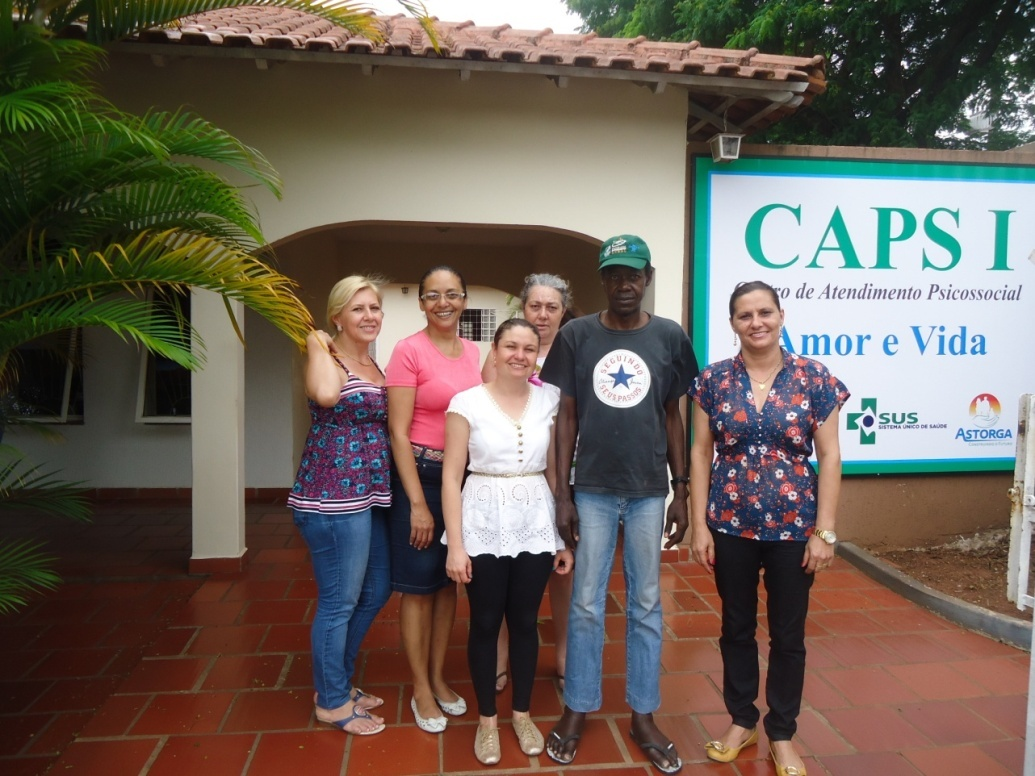 CAPS I
Centro de Atendimento Psicossocial
Amor e Vida
SUS
SISTEMA ÚNICO DE SAÚDE
ASTORGA
SEGUINDO
SEUS PASSOS